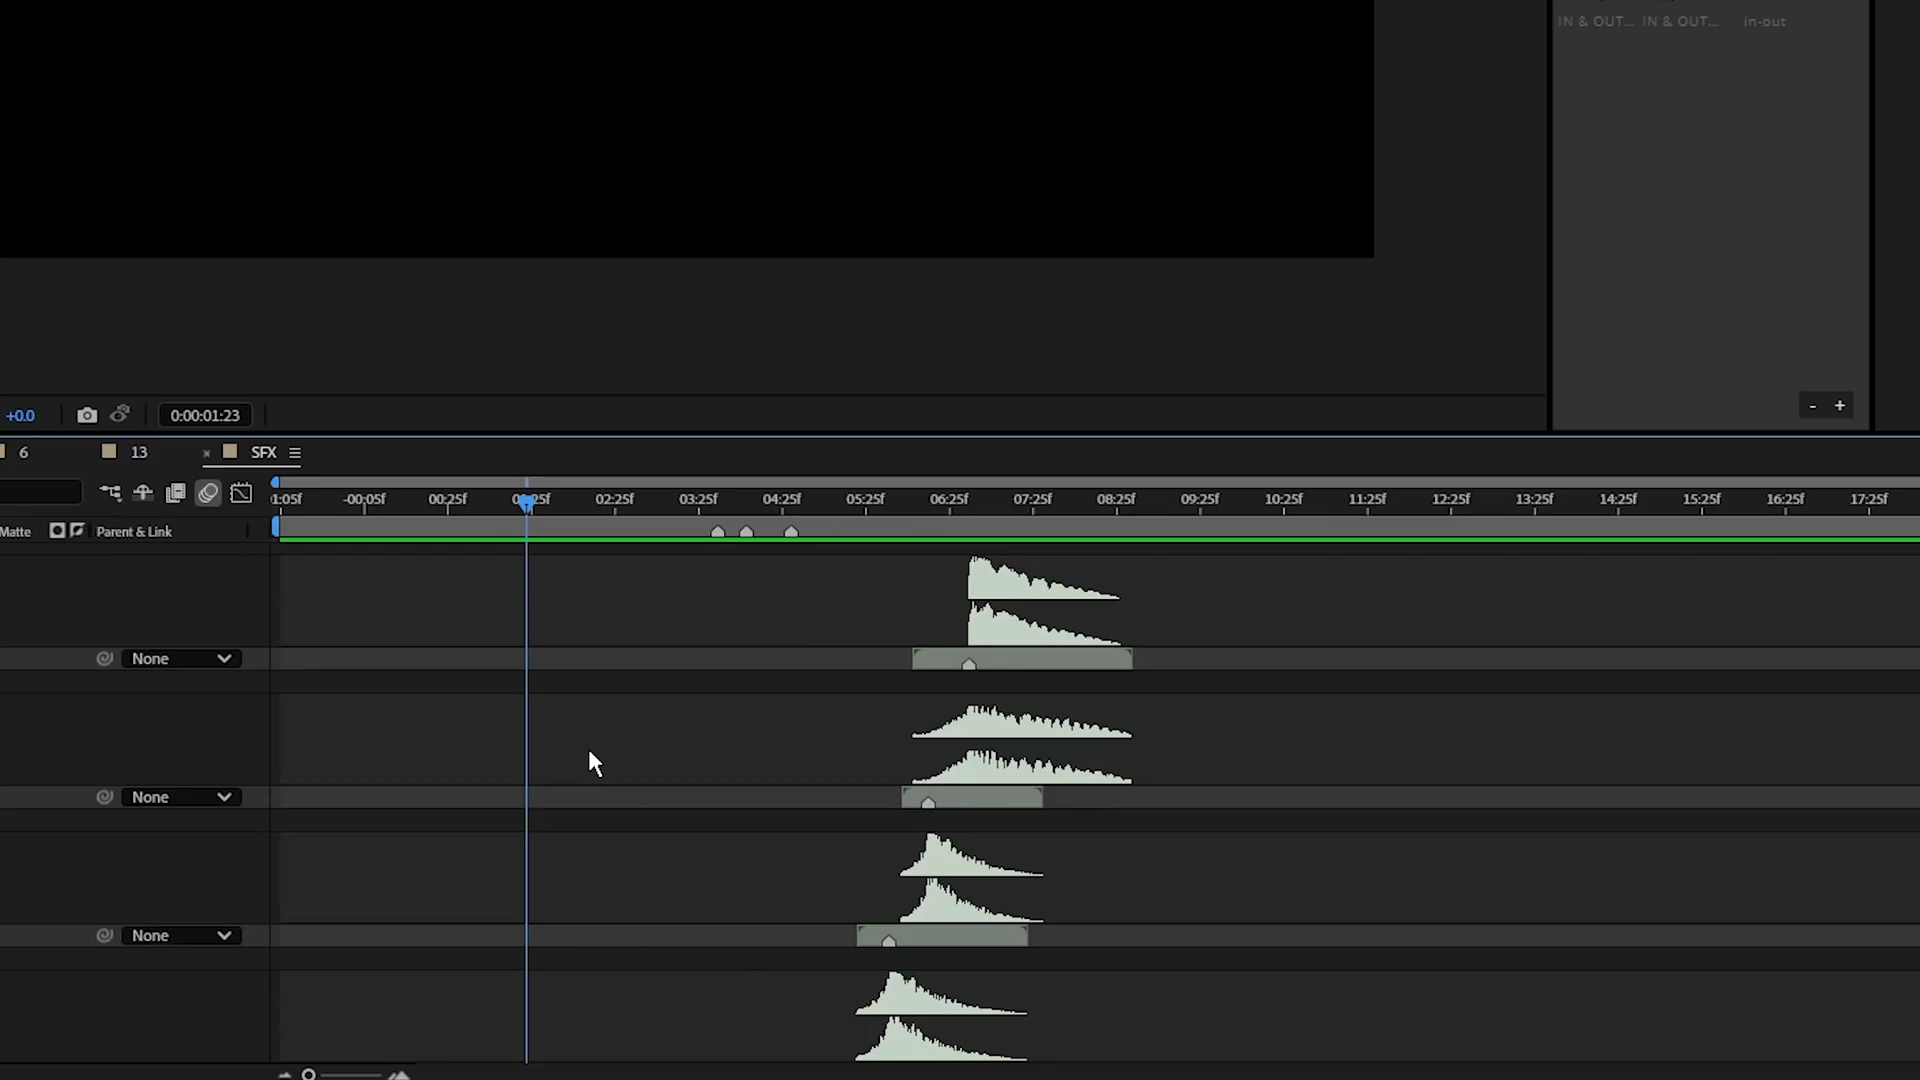 IN & OUT... IN & OUT... in-out
- +
+0.0 0:00:01:23
6 13 × SFX
1:05f -00:05f 00:25f 01:25f 02:25f 03:25f 04:25f 05:25f 06:25f 07:25f 08:25f 09:25f 10:25f 11:25f 12:25f 13:25f 14:25f 15:25f 16:25f 17:25f
Matte Parent & Link
None
None
None